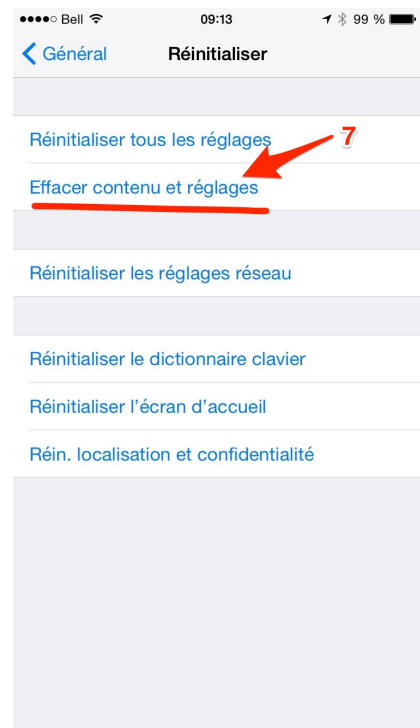 Bell 09:13 99 %
Général Réinitialiser
Réinitialiser tous les réglages
7
Effacer contenu et réglages
Réinitialiser les réglages réseau
Réinitialiser le dictionnaire clavier
Réinitialiser l'écran d'accueil
Réin. localisation et confidentialité